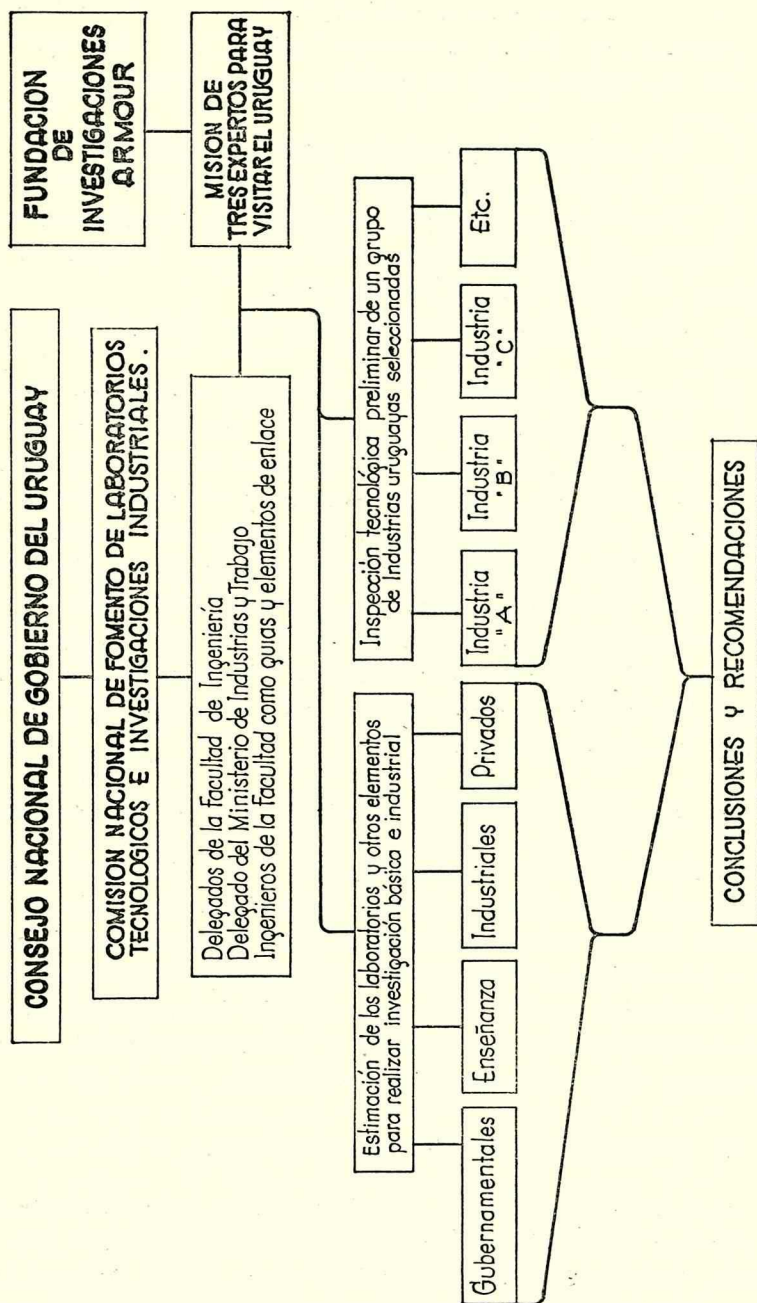 CONSEJO NACIONAL DE GOBIERNO DEL URUGUAY
FUNDACION
DE
INVESTIGACIONES
ARMOUR
COMISION NACIONAL DE FOMENTO DE LABORATORIOS
TECNOLOGICOS E INVESTIGACIONES INDUSTRIALES.
Delegados de la Facultad de Ingeniería
Delegado del Ministerio de Industrias y Trabajo
Ingenieros de la Facultad como guias y elementos de enlace
MISION DE
TRES EXPERTOS PARA
VISITAR EL URUGUAY
Estimación de los laboratorios y otros elementos
para realizar investigación básica e industrial
Inspección tecnológica preliminar de un grupo
de Industrias uruguayas seleccionadas
Gubernamentales
Enseñanza
Industriales
Privados
Industria
"A"
Industria
"B"
Industria
"C"
Etc.
CONCLUSIONES Y RECOMENDACIONES